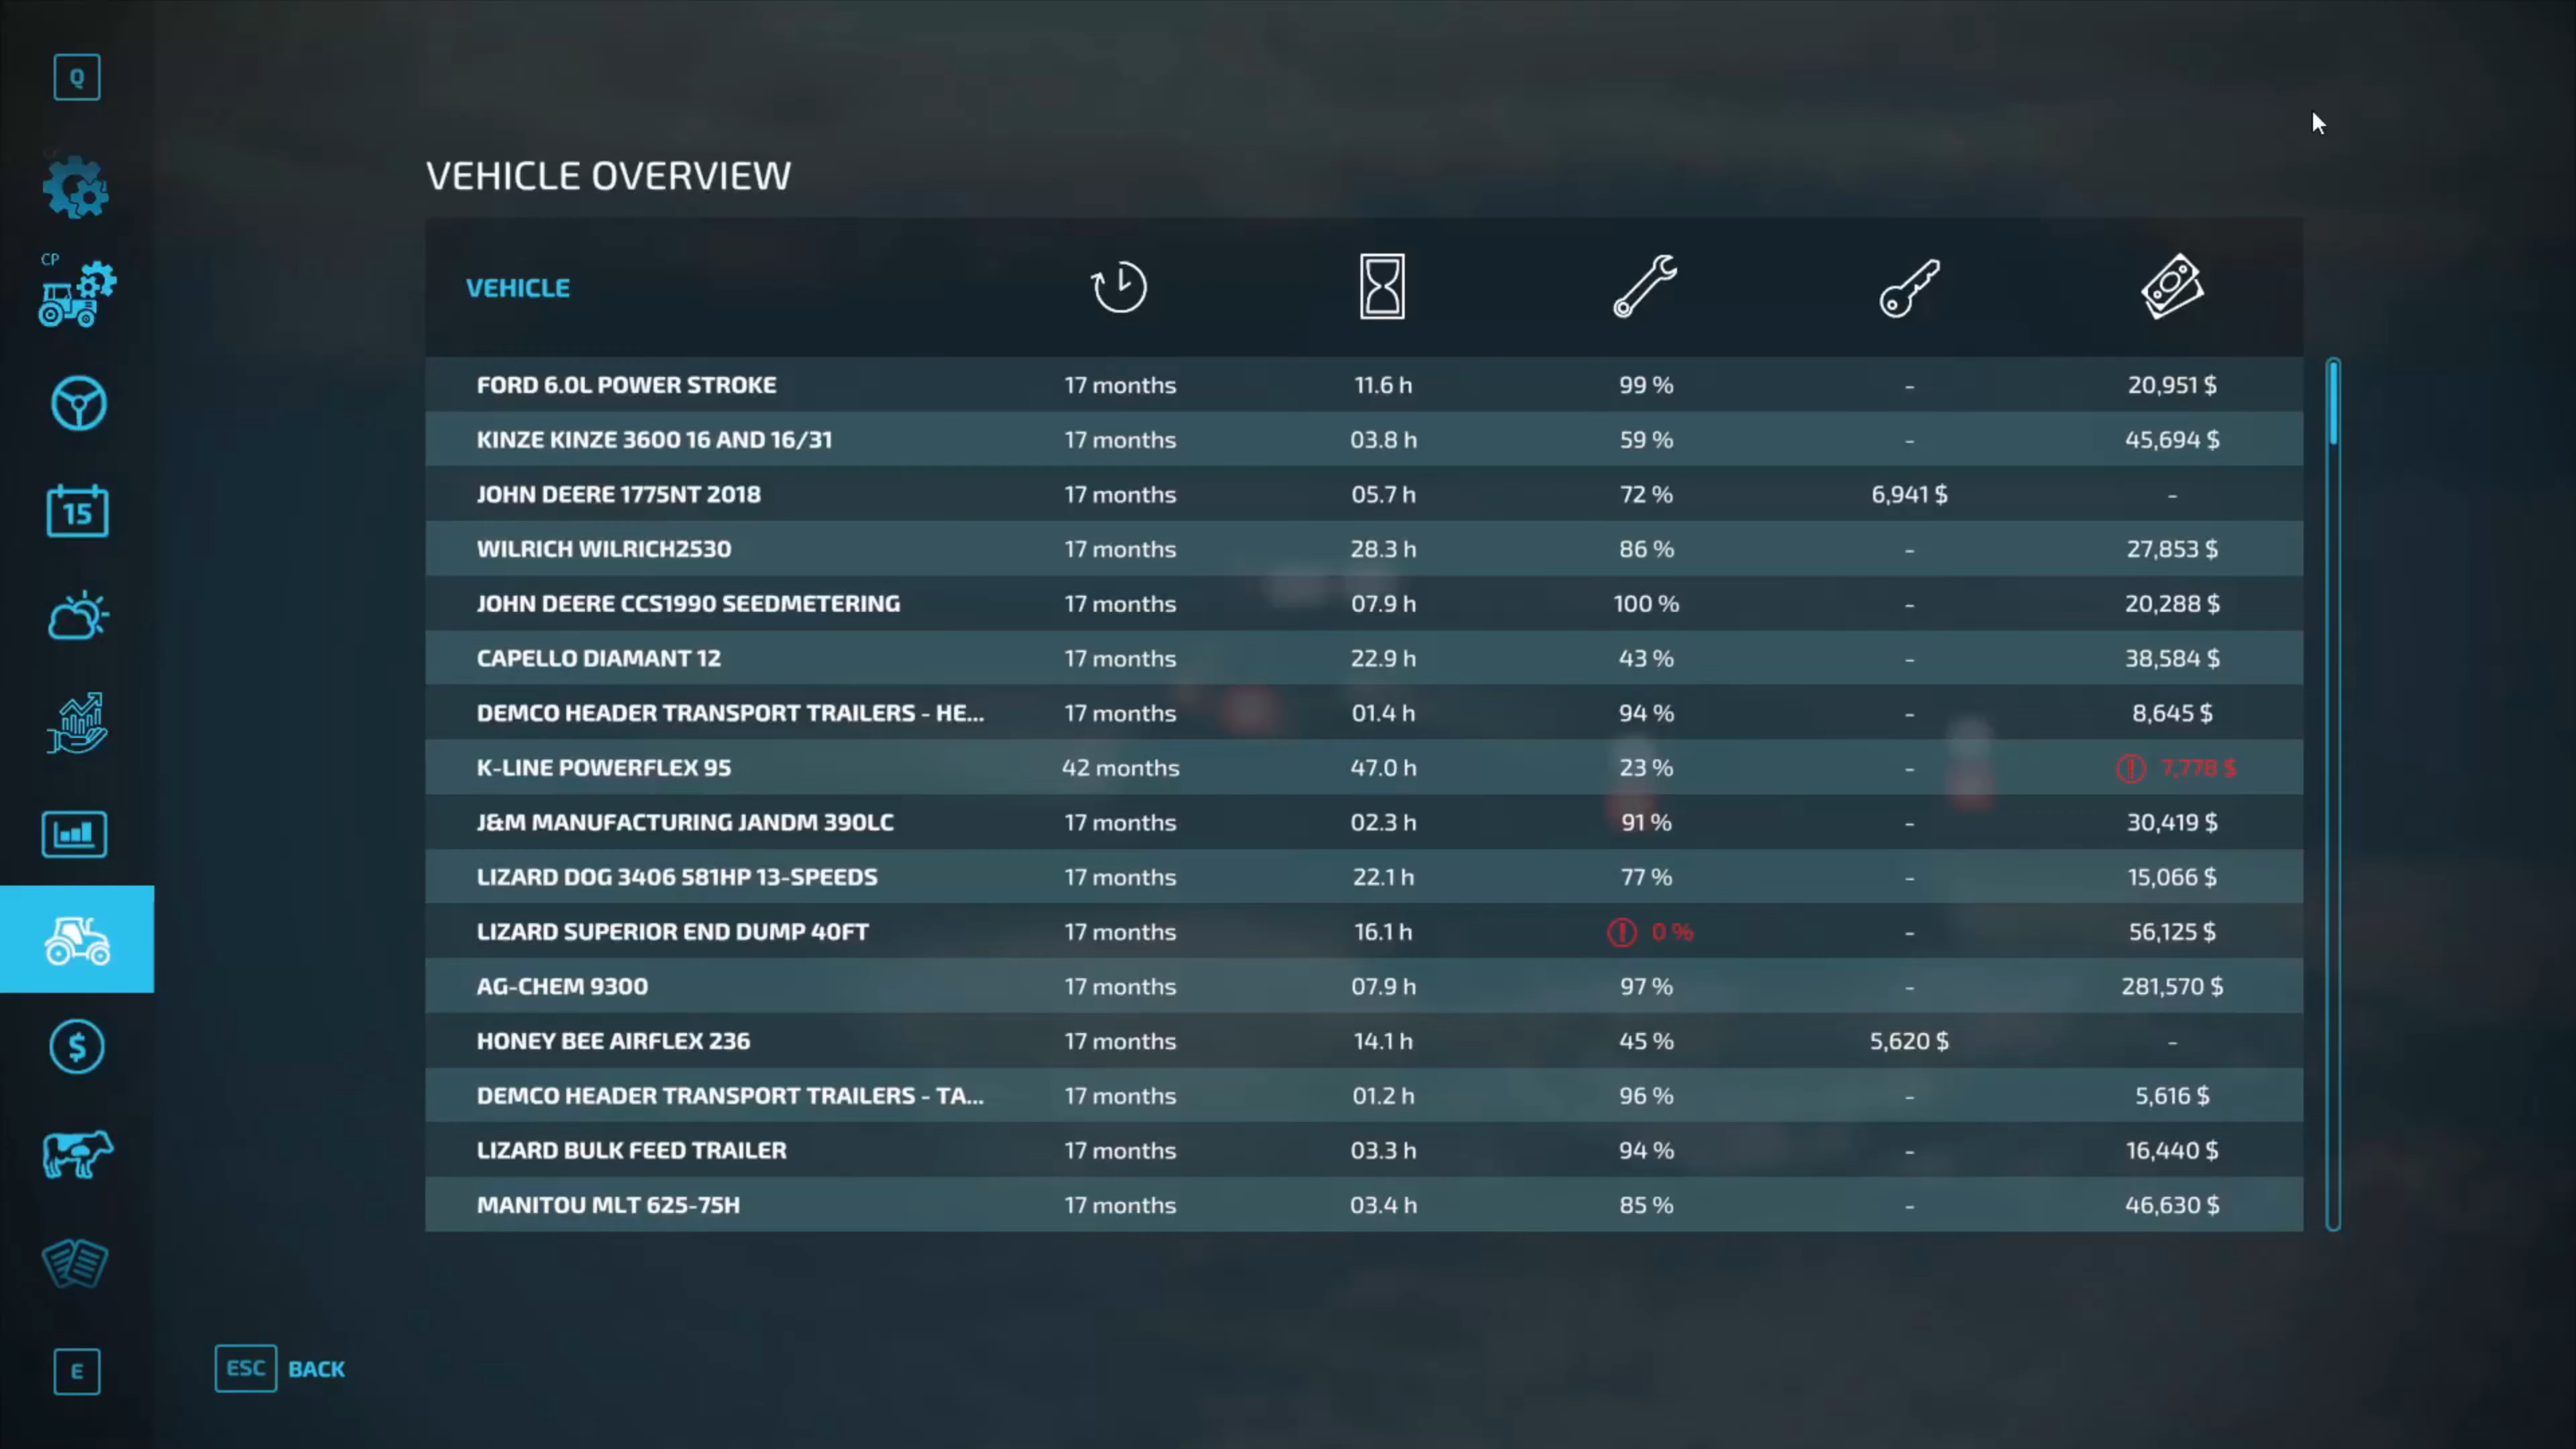 Q
CP
15
E
VEHICLE OVERVIEW
VEHICLE
FORD 6.0L POWER STROKE 17 months 11.6 h 99 % - 20,951 $
KINZE KINZE 3600 16 AND 16/31 17 months 03.8 h 59 % - 45,694 $
JOHN DEERE 1775NT 2018 17 months 05.7 h 72 % 6,941 $ -
WILRICH WILRICH2530 17 months 28.3 h 86 % - 27,853 $
JOHN DEERE CCS1990 SEEDMETERING 17 months 07.9 h 100 % - 20,288 $
CAPELLO DIAMANT 12 17 months 22.9 h 43 % - 38,584 $
DEMCO HEADER TRANSPORT TRAILERS - HE... 17 months 01.4 h 94 % - 8,645 $
K-LINE POWERFLEX 95 42 months 47.0 h 23 % - 7,778 $
J&M MANUFACTURING JANDM 390LC 17 months 02.3 h 91 % - 30,419 $
LIZARD DOG 3406 581HP 13-SPEEDS 17 months 22.1 h 77 % - 15,066 $
LIZARD SUPERIOR END DUMP 40FT 17 months 16.1 h 0 % - 56,125 $
AG-CHEM 9300 17 months 07.9 h 97 % - 281,570 $
HONEY BEE AIRFLEX 236 17 months 14.1 h 45 % 5,620 $ -
DEMCO HEADER TRANSPORT TRAILERS - TA... 17 months 01.2 h 96 % - 5,616 $
LIZARD BULK FEED TRAILER 17 months 03.3 h 94 % - 16,440 $
MANITOU MLT 625-75H 17 months 03.4 h 85 % - 46,630 $
ESC BACK